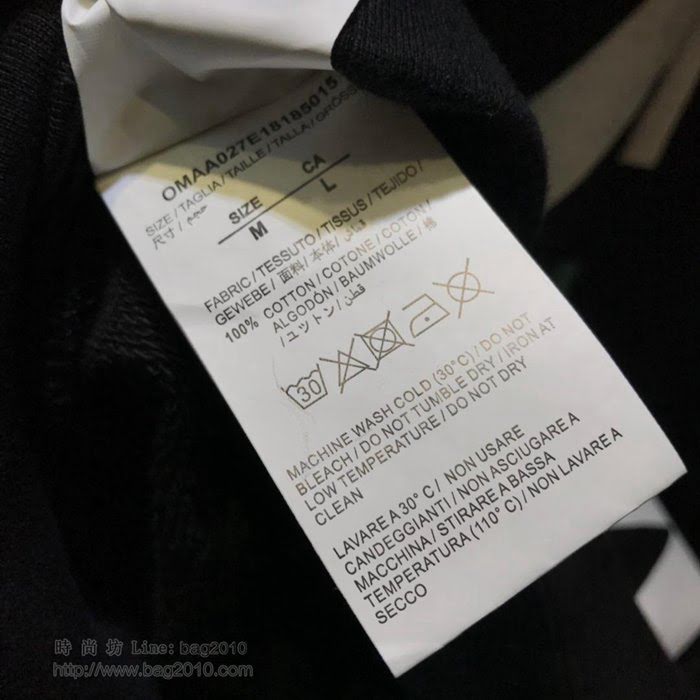 OMAA027E18185015
SIZE/TAGLIA/TAILLE/TALLA/GRÖSSE
尺寸/حجم
SIZE CA
M L
FABRIC/TESSUTO/TISSUS/TEJIDO/
GEWEBE/面料/本体/قماش
100% COTTON/COTONE/COTON/
ALGODÓN/BAUMWOLLE/棉
/ユットン/قطن
30
MACHINE WASH COLD (30°C)/DO NOT
BLEACH/DO NOT TUMBLE DRY/IRON AT
LOW TEMPERATURE/DO NOT DRY
CLEAN
LAVARE A 30° C/ NON USARE
CANDEGGIANTI/NON ASCIUGARE A
MACCHINA/STIRARE A BASSA
TEMPERATURA (110° C)/NON LAVARE A
SECCO
時尚坊 Line: bag2010
http://www.bag2010.com